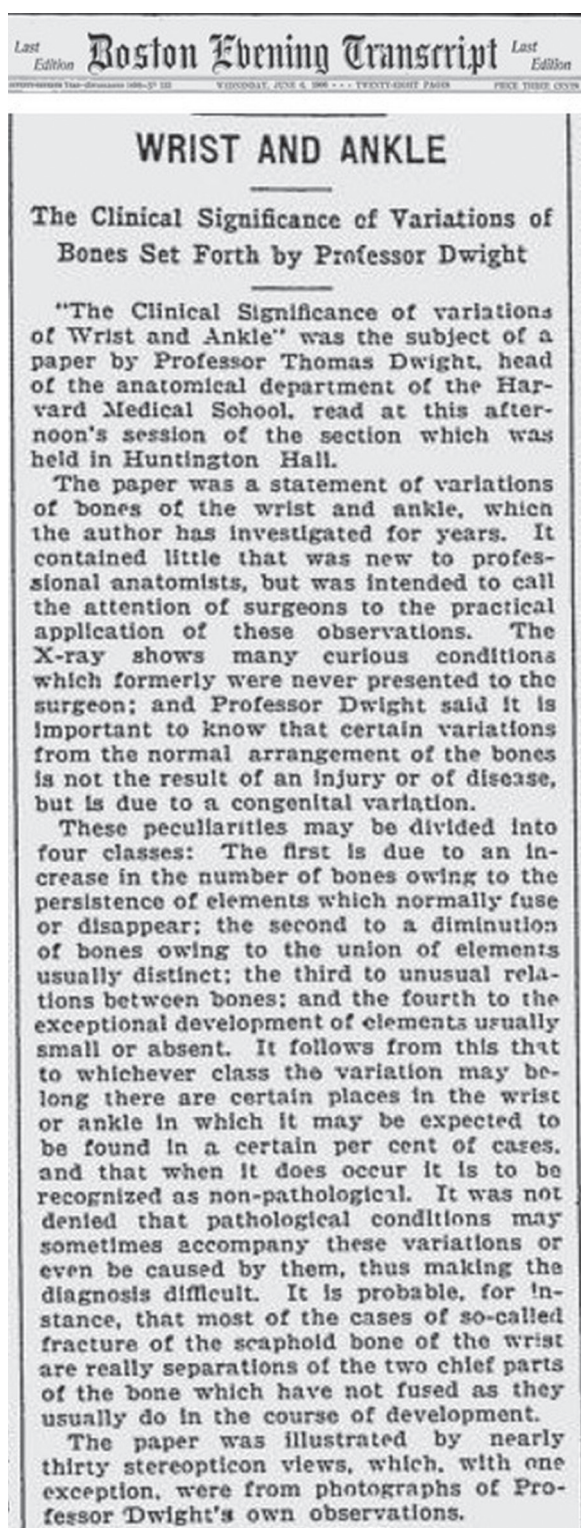 Last Edition
Boston Evening Transcript
Last Edition
WEDNESDAY, JUNE 6, 1906 - - - TWENTY-EIGHT PAGES
PRICE THREE CENTS
WRIST AND ANKLE
The Clinical Significance of Variations of
Bones Set Forth by Professor Dwight
"The Clinical Significance of variations
of Wrist and Ankle" was the subject of a
paper by Professor Thomas Dwight, head
of the anatomical department of the Har-
vard Medical School, read at this after-
noon's session of the section which was
held in Huntington Hall.
The paper was a statement of variations
of bones of the wrist and ankle, which
the author has investigated for years. It
contained little that was new to profes-
sional anatomists, but was intended to call
the attention of surgeons to the practical
application of these observations. The
X-ray shows many curious conditions
which formerly were never presented to the
surgeon; and Professor Dwight said it is
important to know that certain variations
from the normal arrangement of the bones
is not the result of an injury or of disease,
but is due to a congenital variation.
These peculiarities may be divided into
four classes: The first is due to an in-
crease in the number of bones owing to the
persistence of elements which normally fuse
or disappear; the second to a diminution
of bones owing to the union of elements
usually distinct; the third to unusual rela-
tions between bones; and the fourth to the
exceptional development of elements usually
small or absent. It follows from this that
to whichever class the variation may be-
long there are certain places in the wrist
or ankle in which it may be expected to
be found in a certain per cent of cases,
and that when it does occur it is to be
recognized as non-pathological. It was not
denied that pathological conditions may
sometimes accompany these variations or
even be caused by them, thus making the
diagnosis difficult. It is probable, for in-
stance, that most of the cases of so-called
fracture of the scaphoid bone of the wrist
are really separations of the two chief parts
of the bone which have not fused as they
usually do in the course of development.
The paper was illustrated by nearly
thirty stereopticon views, which, with one
exception, were from photographs of Pro-
fessor Dwight's own observations.